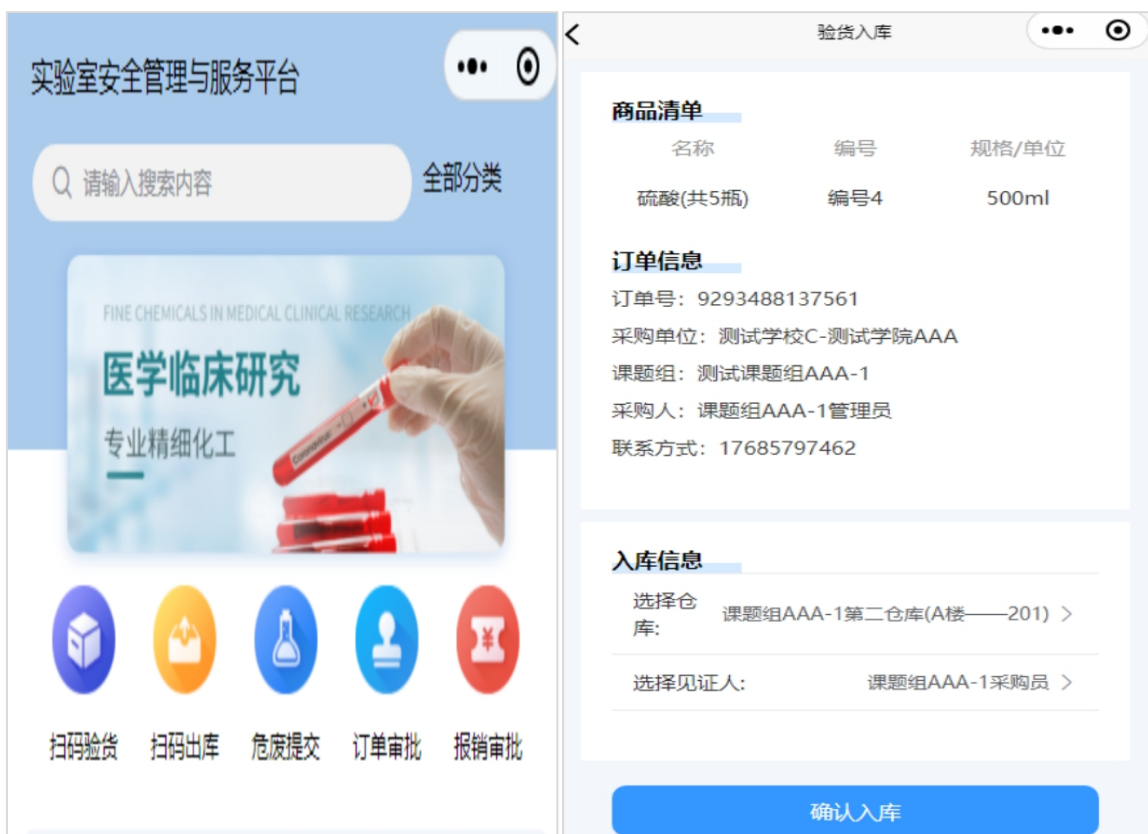 实验室安全管理与服务平台
请输入搜索内容
全部分类
FINE CHEMICALS IN MEDICAL CLINICAL RESEARCH
医学临床研究
专业精细化工
Coronavirus
扫码验货 扫码出库 危废提交 订单审批 报销审批
验货入库
商品清单
名称 编号 规格/单位
硫酸(共5瓶) 编号4 500ml
订单信息
订单号：9293488137561
采购单位：测试学校C-测试学院AAA
课题组：测试课题组AAA-1
采购人：课题组AAA-1管理员
联系方式：17685797462
入库信息
选择仓
库:
课题组AAA-1第二仓库(A楼——201)
选择见证人: 课题组AAA-1采购员
确认入库